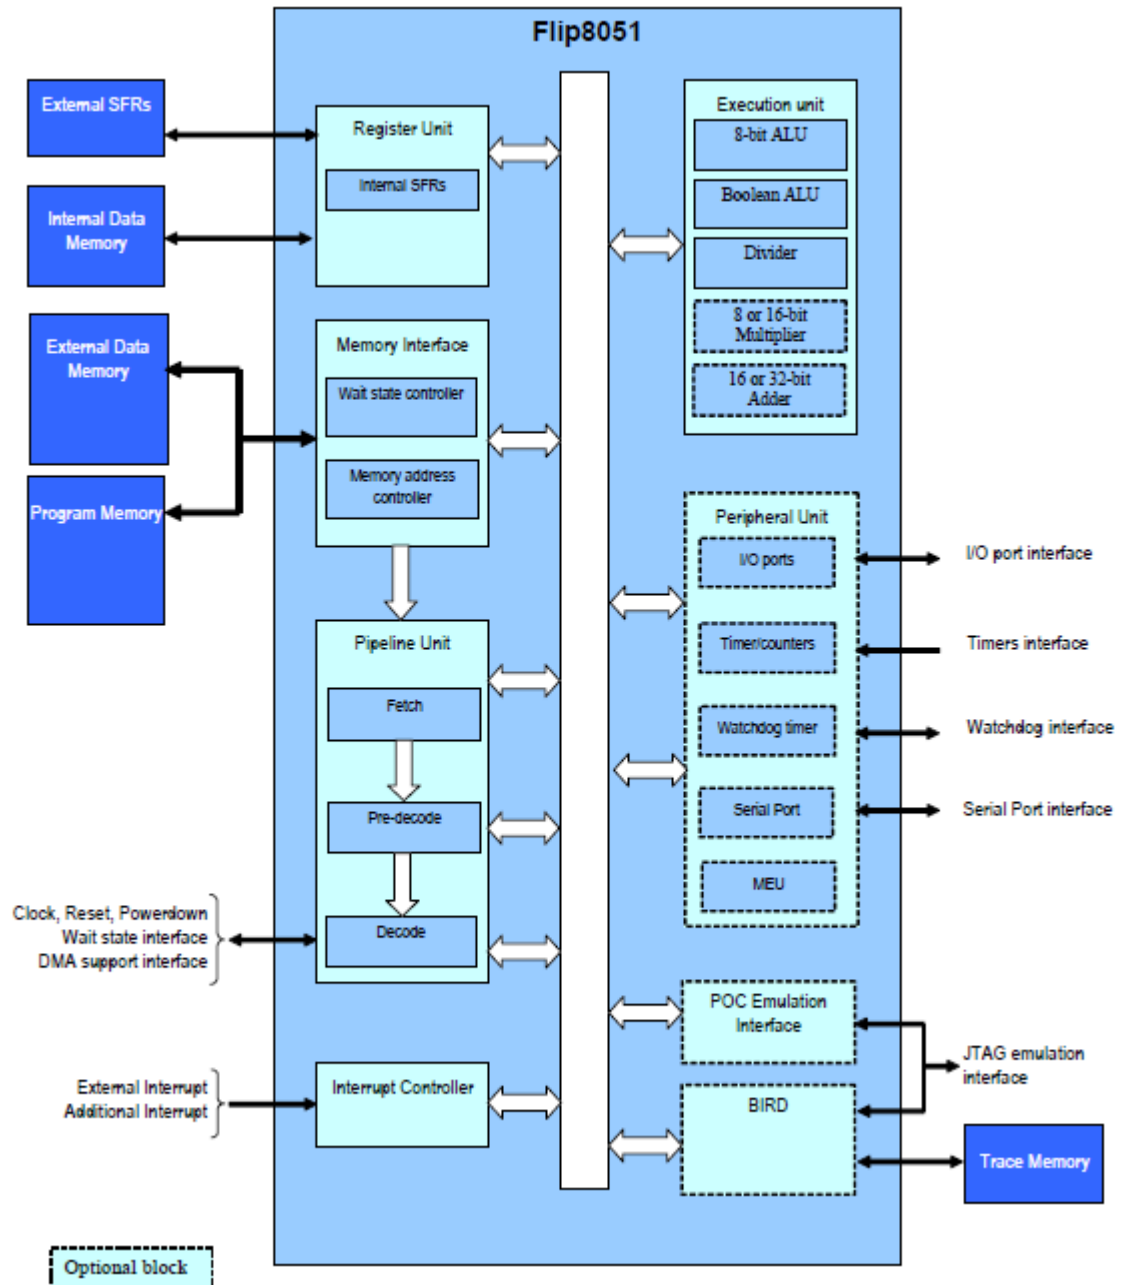 Flip8051
External SFRs
Register Unit
Internal SFRs
Internal Data
Memory
External Data
Memory
Program Memory
Memory Interface
Wait state controller
Memory address
controller
Pipeline Unit
Fetch
Pre-decode
Decode
Clock, Reset, Powerdown
Wait state interface
DMA support interface
External Interrupt
Additional Interrupt
Interrupt Controller
Execution unit
8-bit ALU
Boolean ALU
Divider
8 or 16-bit
Multiplier
16 or 32-bit
Adder
Peripheral Unit
I/O ports
I/O port interface
Timer/counters
Timers interface
Watchdog timer
Watchdog interface
Serial Port
Serial Port interface
MEU
POC Emulation
Interface
JTAG emulation
interface
BIRD
Trace Memory
Optional block